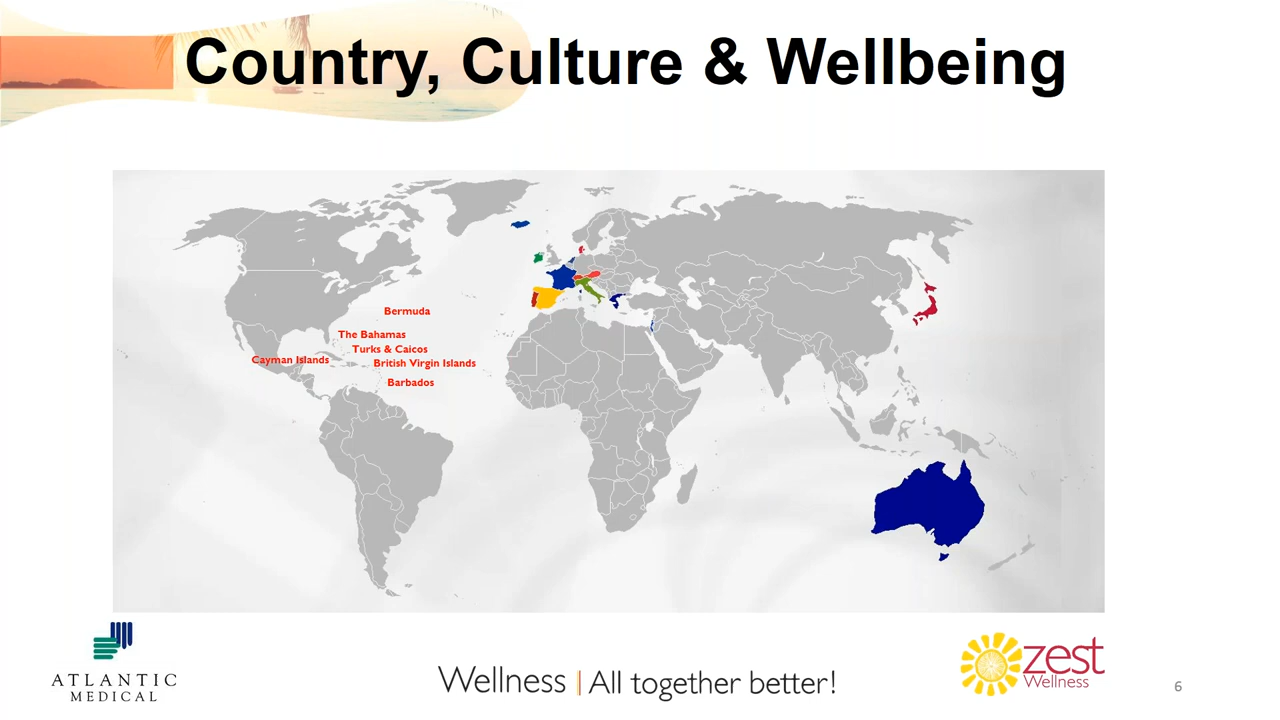 Country, Culture & Wellbeing
Bermuda
The Bahamas
Turks & Caicos
Cayman Islands
British Virgin Islands
Barbados
ATLANTIC
MEDICAL
Wellness | All together better!
zest
Wellness
6